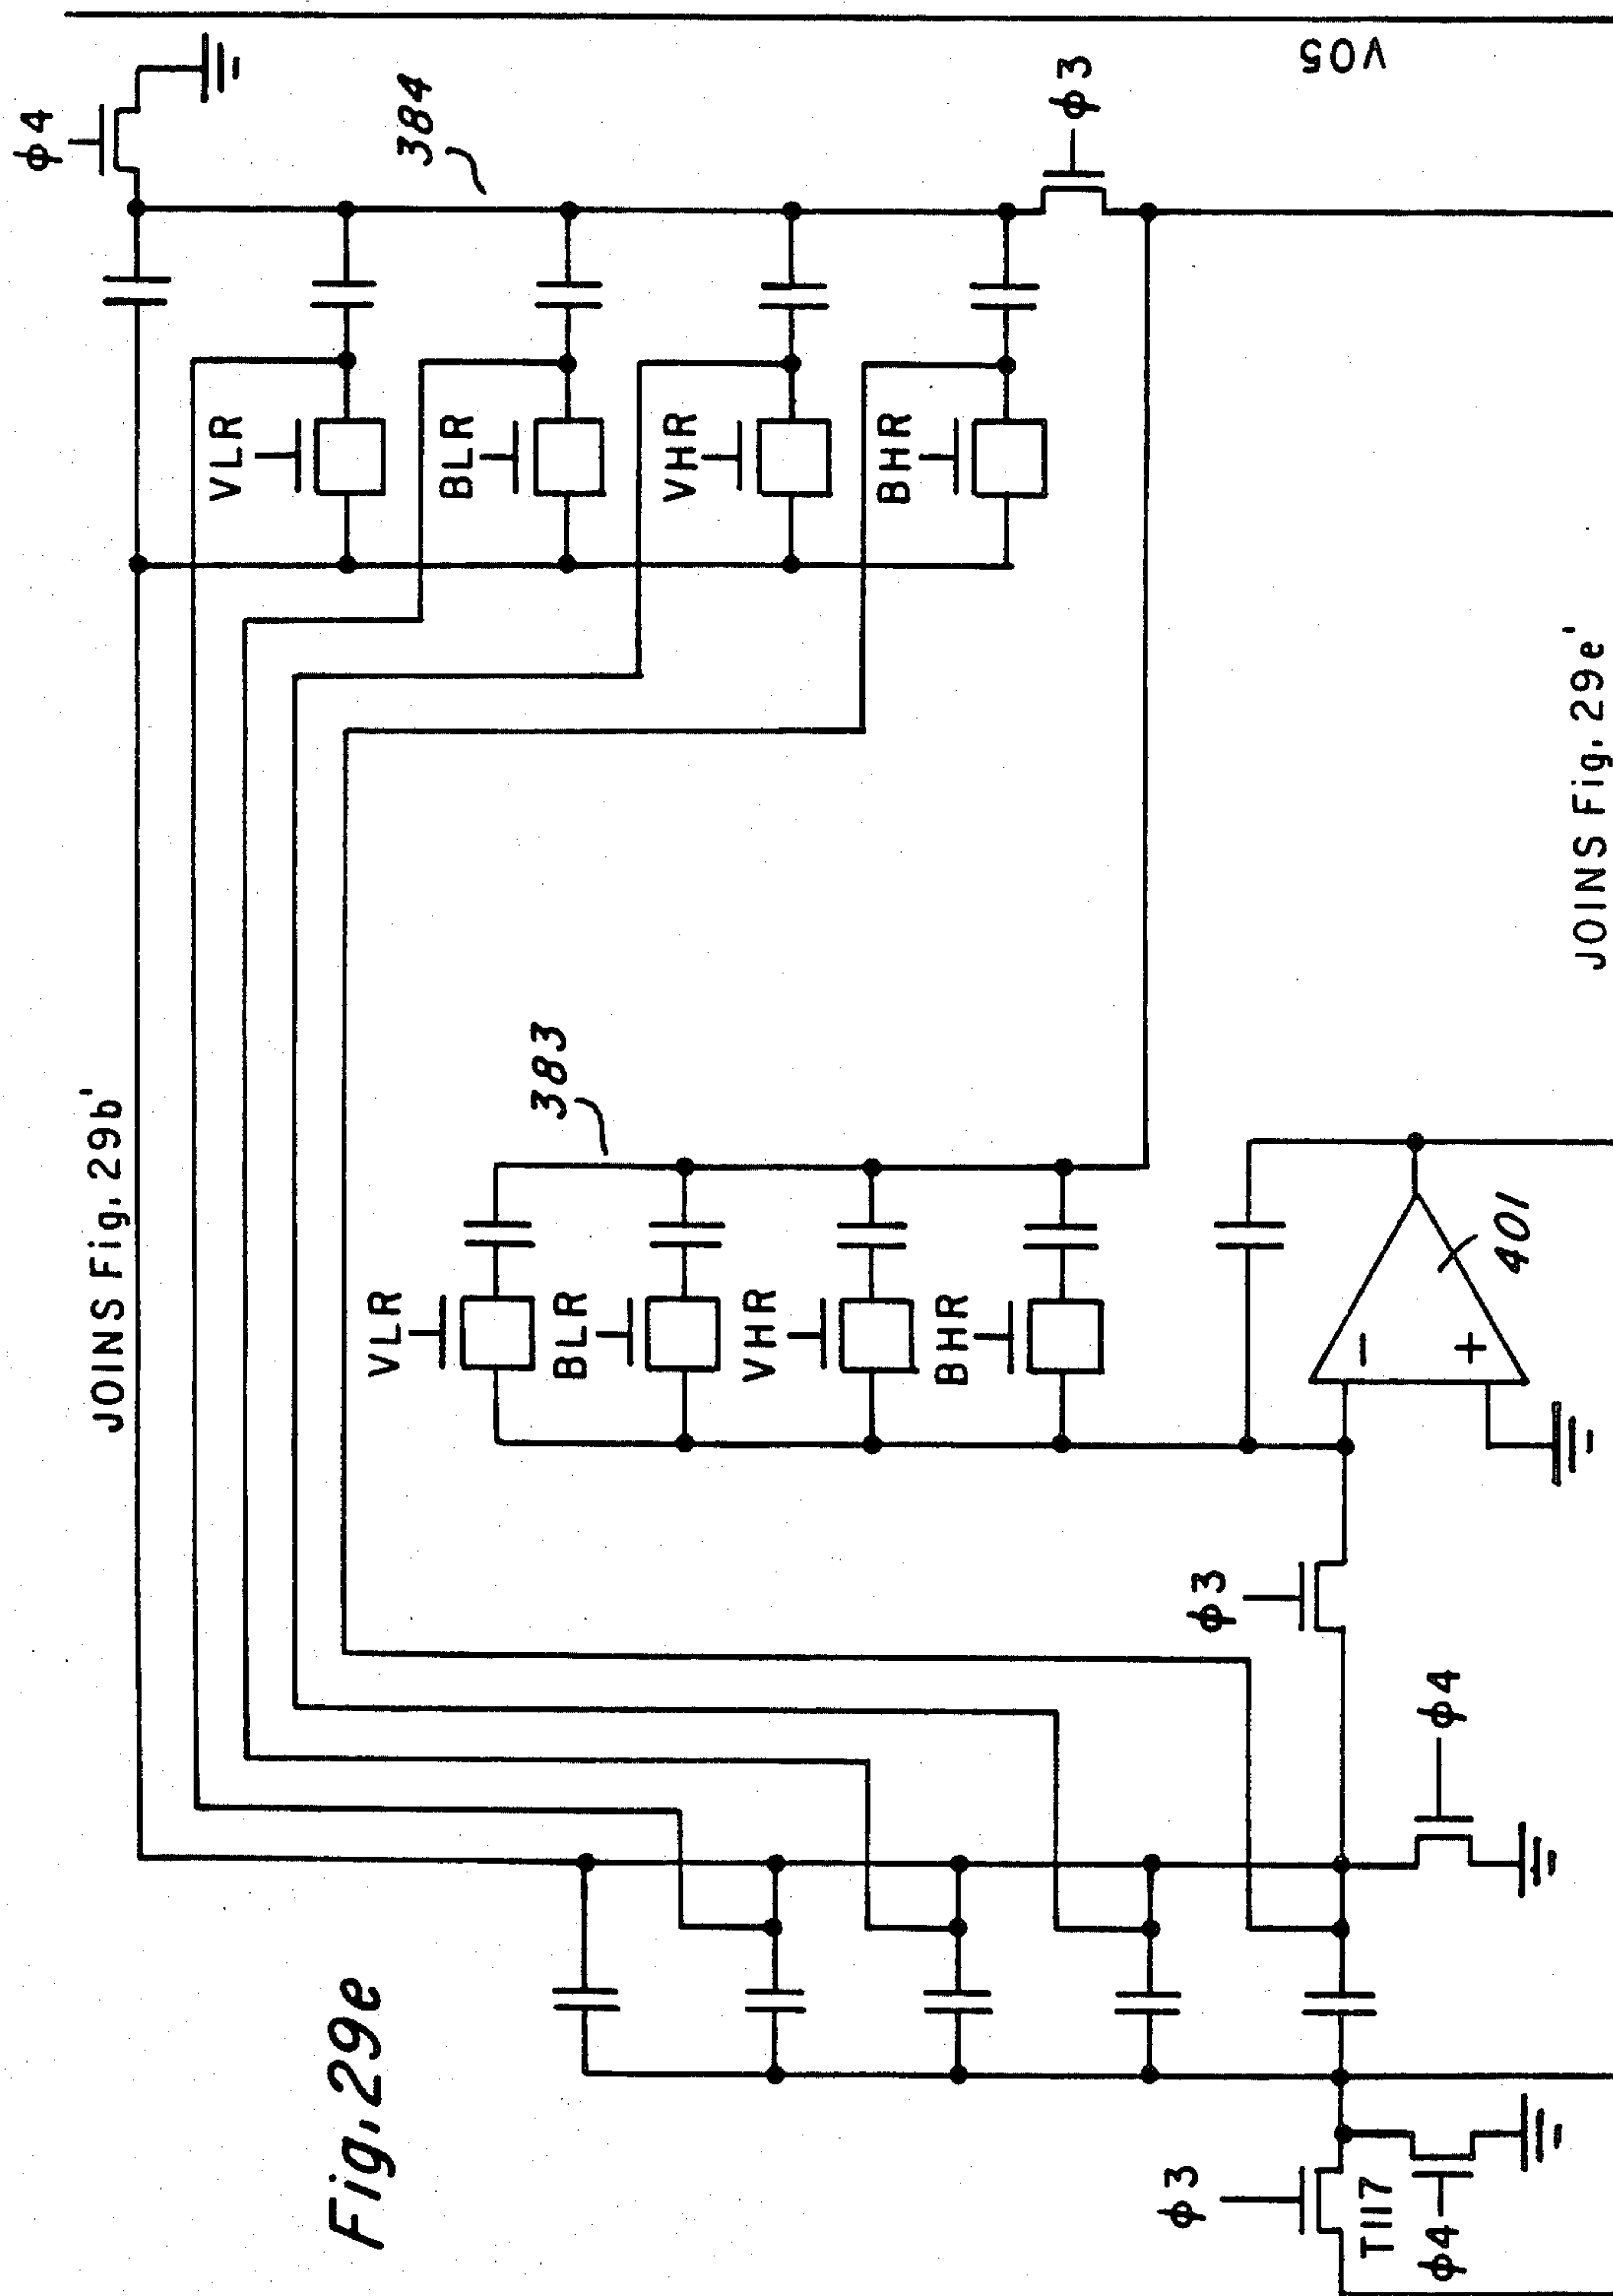 Fig. 29e
JOINS Fig. 29b'
φ4
384
VLR
BLR
VHR
BHR
φ3
VO5
383
VLR
BLR
VHR
BHR
φ3
φ4
-
+
401
φ3
T117
φ4
JOINS Fig. 29e'